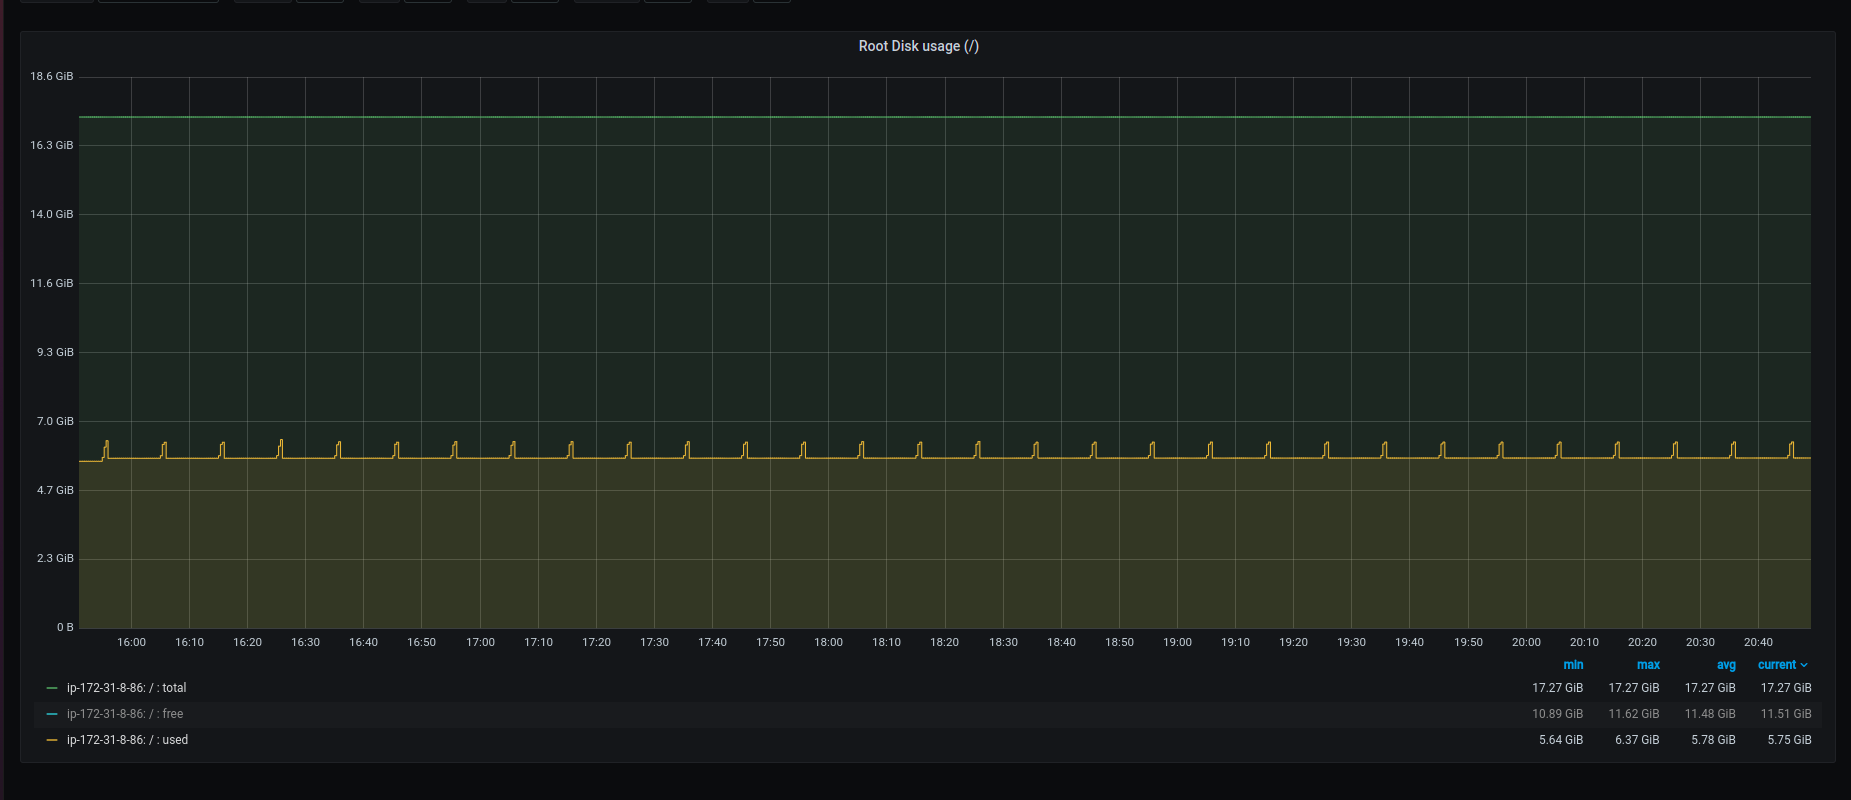 Root Disk usage (/)
18.6 GiB
16.3 GiB
14.0 GiB
11.6 GiB
9.3 GiB
7.0 GiB
4.7 GiB
2.3 GiB
0 B
16:00 16:10 16:20 16:30 16:40 16:50 17:00 17:10 17:20 17:30 17:40 17:50 18:00 18:10 18:20 18:30 18:40 18:50 19:00 19:10 19:20 19:30 19:40 19:50 20:00 20:10 20:20 20:30 20:40
min max avg current
ip-172-31-8-86: / : total 17.27 GiB 17.27 GiB 17.27 GiB 17.27 GiB
ip-172-31-8-86: / : free 10.89 GiB 11.62 GiB 11.48 GiB 11.51 GiB
ip-172-31-8-86: / : used 5.64 GiB 6.37 GiB 5.78 GiB 5.75 GiB